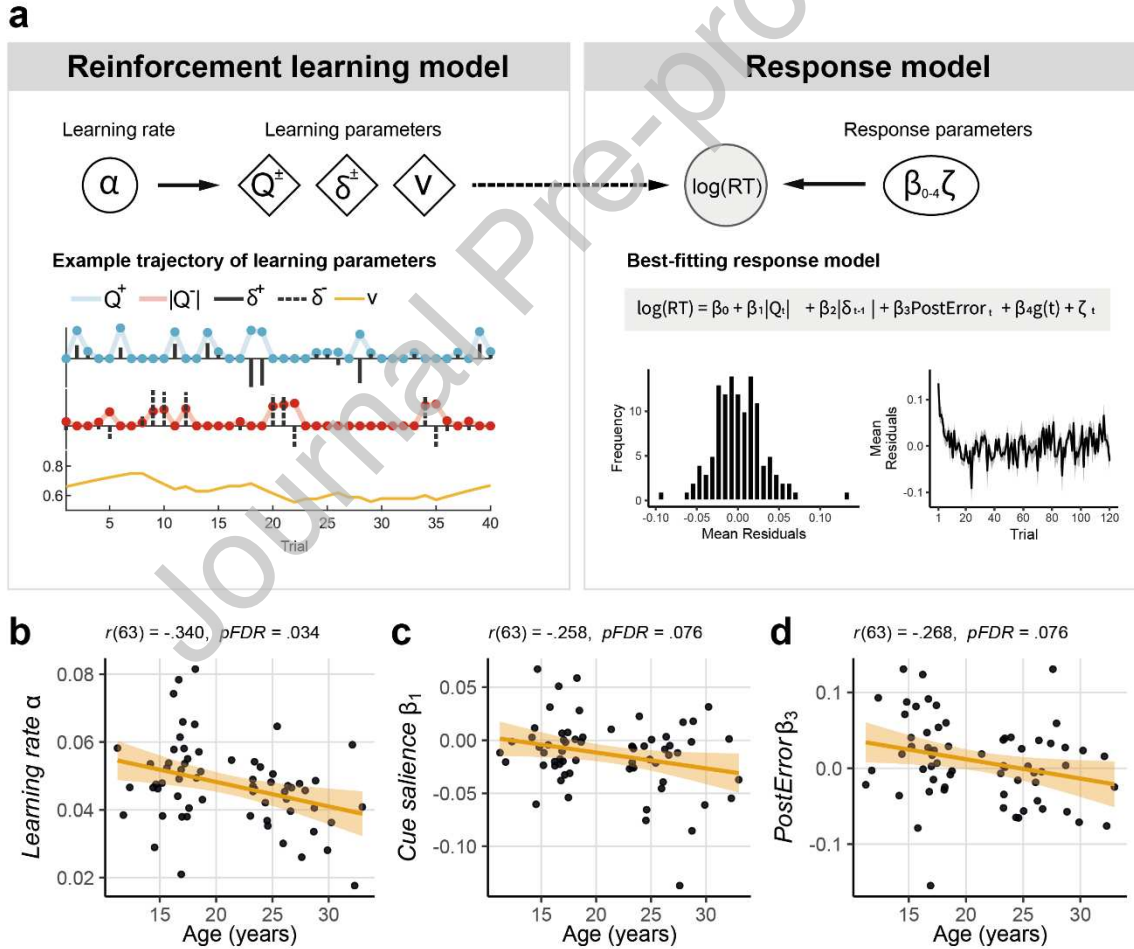 a
Reinforcement learning model
Response model
Learning rate
Learning parameters
Response parameters
α
Q±
δ±
v
log(RT)
β₀₋₄ζ
Example trajectory of learning parameters
Q⁺ |Q⁻| δ⁺ δ⁻ v
0.8
0.6
5 10 15 20 25 30 35 40
Trial
Best-fitting response model
log(RT) = β₀ + β₁|Qₜ| + β₂|δₜ₋₁| + β₃PostErrorₜ + β₄g(t) + ζₜ
Frequency
10
5
0
-0.10 -0.05 0.00 0.05 0.10
Mean Residuals
Mean
Residuals
0.1
0.0
-0.1
1 20 40 60 80 100 120
Trial
Journal Pre-pro
b
r(63) = -.340, pFDR = .034
Learning rate α
0.08
0.06
0.04
0.02
15 20 25 30
Age (years)
c
r(63) = -.258, pFDR = .076
Cue salience β₁
0.05
0.00
-0.05
-0.10
15 20 25 30
Age (years)
d
r(63) = -.268, pFDR = .076
PostError β₃
0.1
0.0
-0.1
15 20 25 30
Age (years)